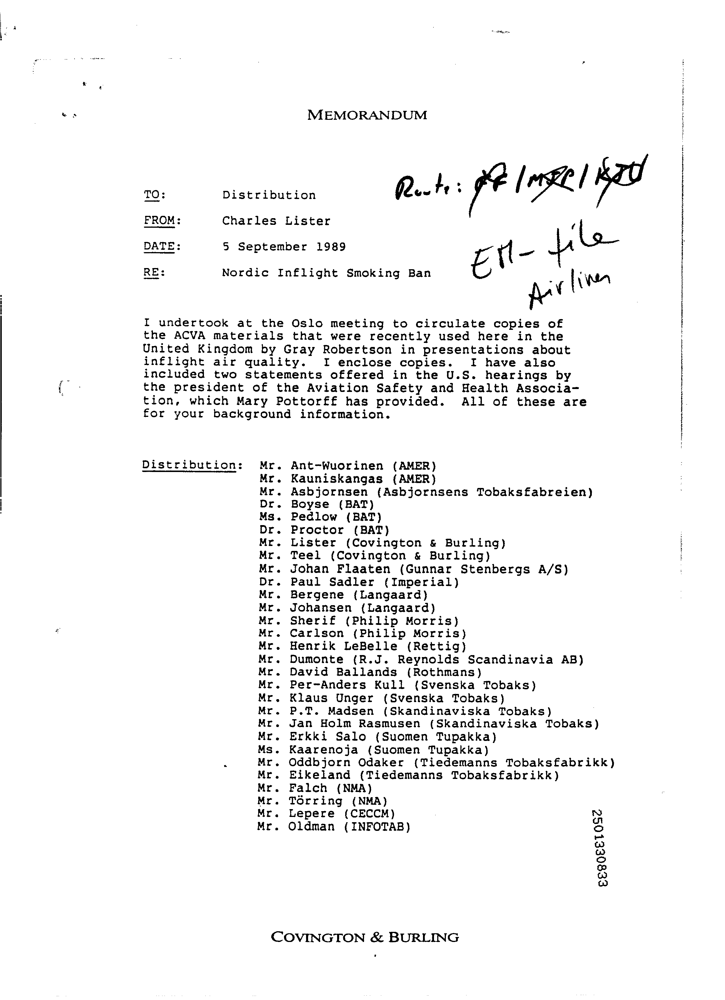 MEMORANDUM
Route:
TO: Distribution
FROM: Charles Lister
DATE: 5 September 1989
EM - file
RE: Nordic Inflight Smoking Ban
I undertook at the Oslo meeting to circulate copies of
the ACVA materials that were recently used here in the
United Kingdom by Gray Robertson in presentations about
inflight air quality. I enclose copies. I have also
included two statements offered in the U.S. hearings by
the president of the Aviation Safety and Health Associa-
tion, which Mary Pottorff has provided. All of these are
for your background information.
Distribution: Mr. Ant-Wuorinen (AMER)
Mr. Kauniskangas (AMER)
Mr. Asbjornsen (Asbjornsens Tobaksfabreien)
Dr. Boyse (BAT)
Ms. Pedlow (BAT)
Dr. Proctor (BAT)
Mr. Lister (Covington & Burling)
Mr. Teel (Covington & Burling)
Mr. Johan Flaaten (Gunnar Stenbergs A/S)
Dr. Paul Sadler (Imperial)
Mr. Bergene (Langaard)
Mr. Johansen (Langaard)
Mr. Sherif (Philip Morris)
Mr. Carlson (Philip Morris)
Mr. Henrik LeBelle (Rettig)
Mr. Dumonte (R.J. Reynolds Scandinavia AB)
Mr. David Ballands (Rothmans)
Mr. Per-Anders Kull (Svenska Tobaks)
Mr. Klaus Unger (Svenska Tobaks)
Mr. P.T. Madsen (Skandinaviska Tobaks)
Mr. Jan Holm Rasmusen (Skandinaviska Tobaks)
Mr. Erkki Salo (Suomen Tupakka)
Ms. Kaarenoja (Suomen Tupakka)
Mr. Oddbjorn Odaker (Tiedemanns Tobaksfabrikk)
Mr. Eikeland (Tiedemanns Tobaksfabrikk)
Mr. Falch (NMA)
Mr. Törring (NMA)
Mr. Lepere (CECCM)
Mr. Oldman (INFOTAB)
2501330833
COVINGTON & BURLING